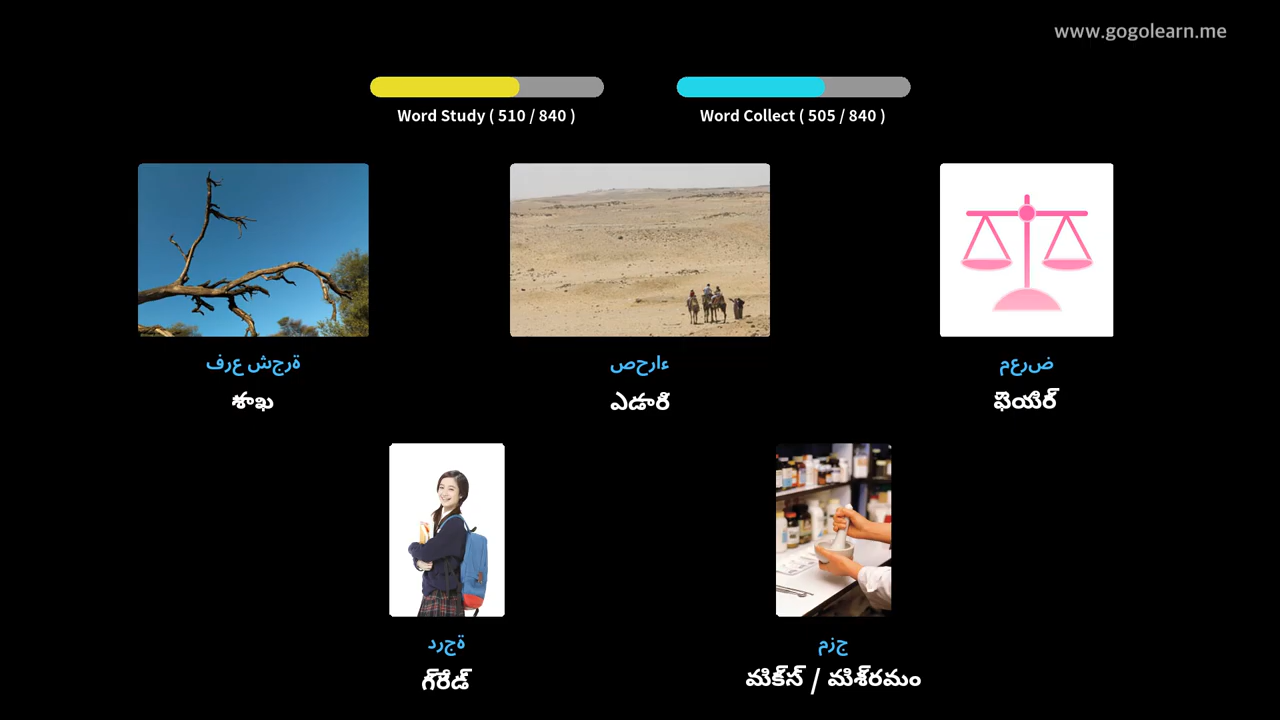 www.gogolearn.me
Word Study ( 510 / 840 )
Word Collect ( 505 / 840 )
فرع شجرة
صحراء
معرض
శాఖ
ఎడారి
ఫెయిర్
درجة
مزج
గ్రేడ్
మిక్స్ / మిశ్రమం